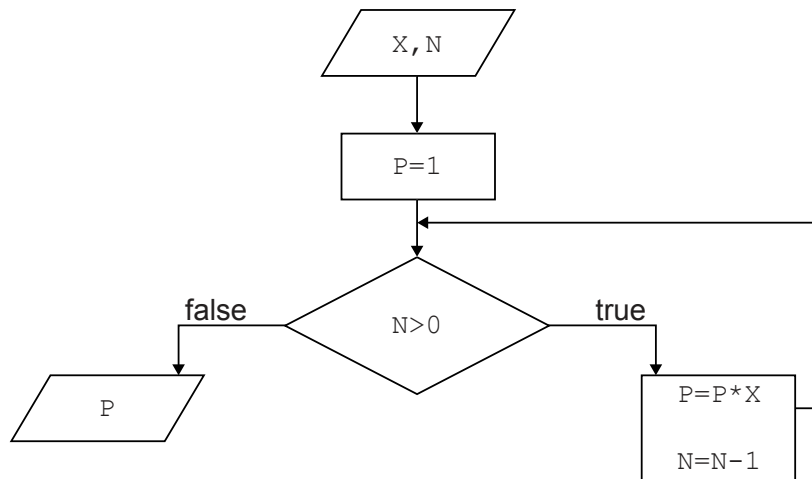 X,N
P=1
N>0
false
true
P
P=P*X
N=N-1